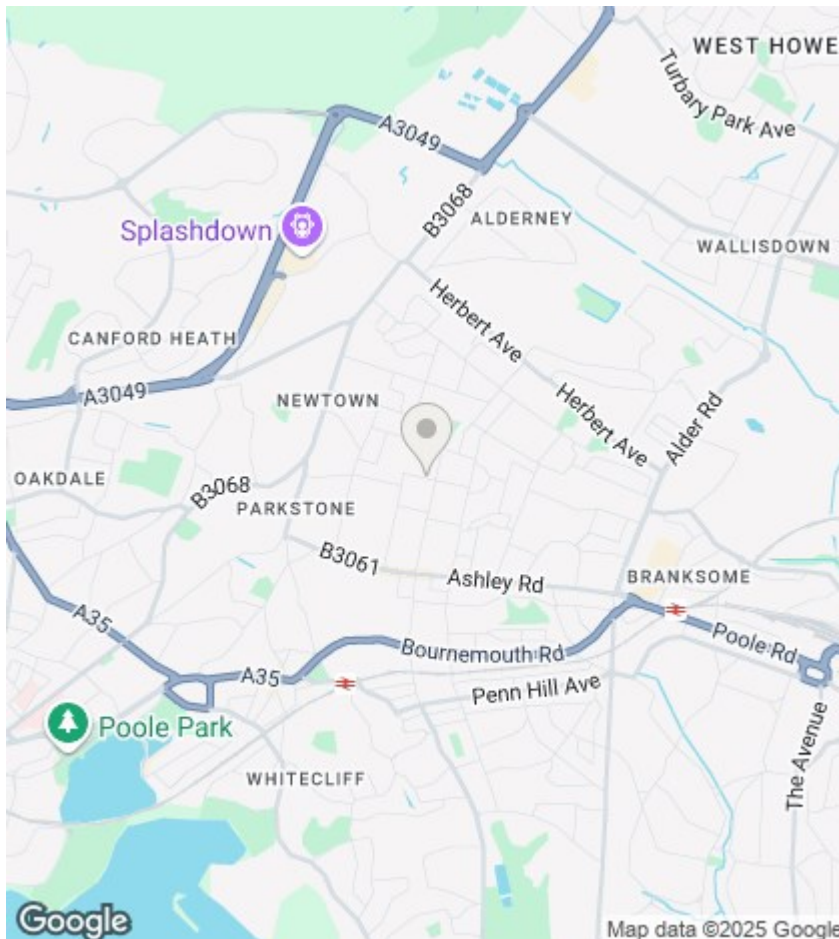 WEST HOWE
Turbary Park Ave
A3049
B3068
ALDERNEY
Splashdown
WALLISDOWN
Herbert Ave
CANFORD HEATH
A3049
NEWTOWN
Herbert Ave
Alder Rd
OAKDALE
B3068
PARKSTONE
B3061
Ashley Rd
BRANKSOME
A35
Bournemouth Rd
Poole Rd
A35
Penn Hill Ave
Poole Park
The Avenue
WHITECLIFF
Google
Map data ©2025 Google